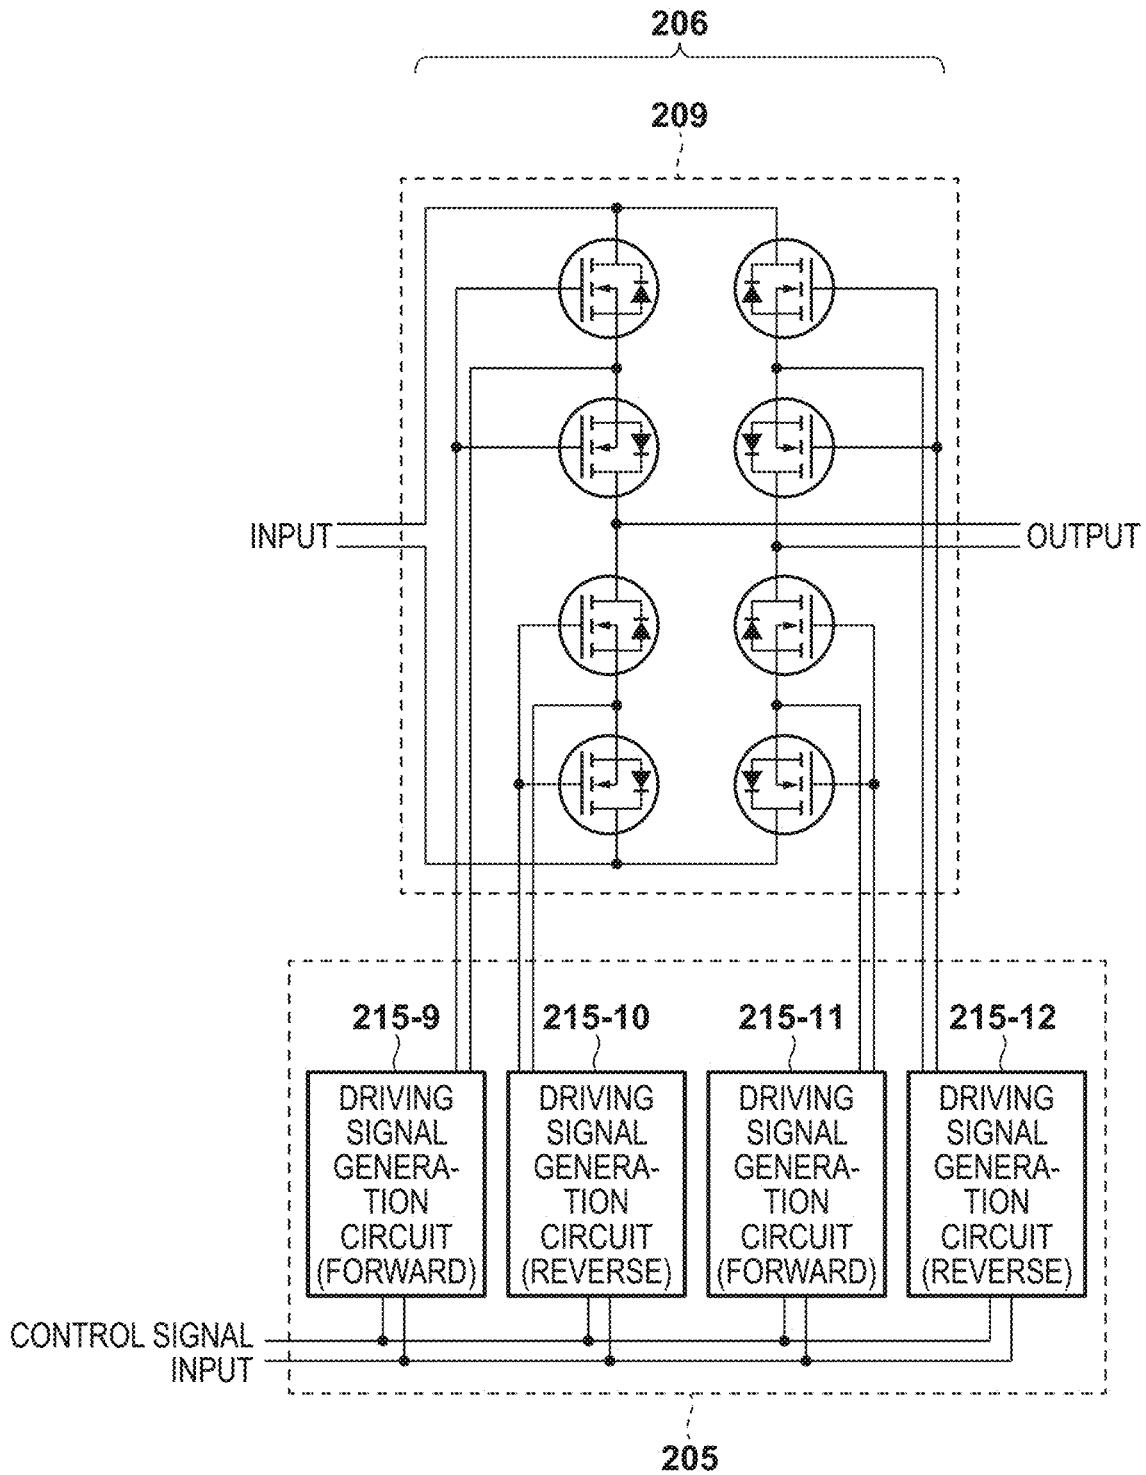 206
209
INPUT
OUTPUT
215-9
215-10
215-11
215-12
DRIVING
SIGNAL
GENERA-
TION
CIRCUIT
(FORWARD)
DRIVING
SIGNAL
GENERA-
TION
CIRCUIT
(REVERSE)
DRIVING
SIGNAL
GENERA-
TION
CIRCUIT
(FORWARD)
DRIVING
SIGNAL
GENERA-
TION
CIRCUIT
(REVERSE)
CONTROL SIGNAL
INPUT
205